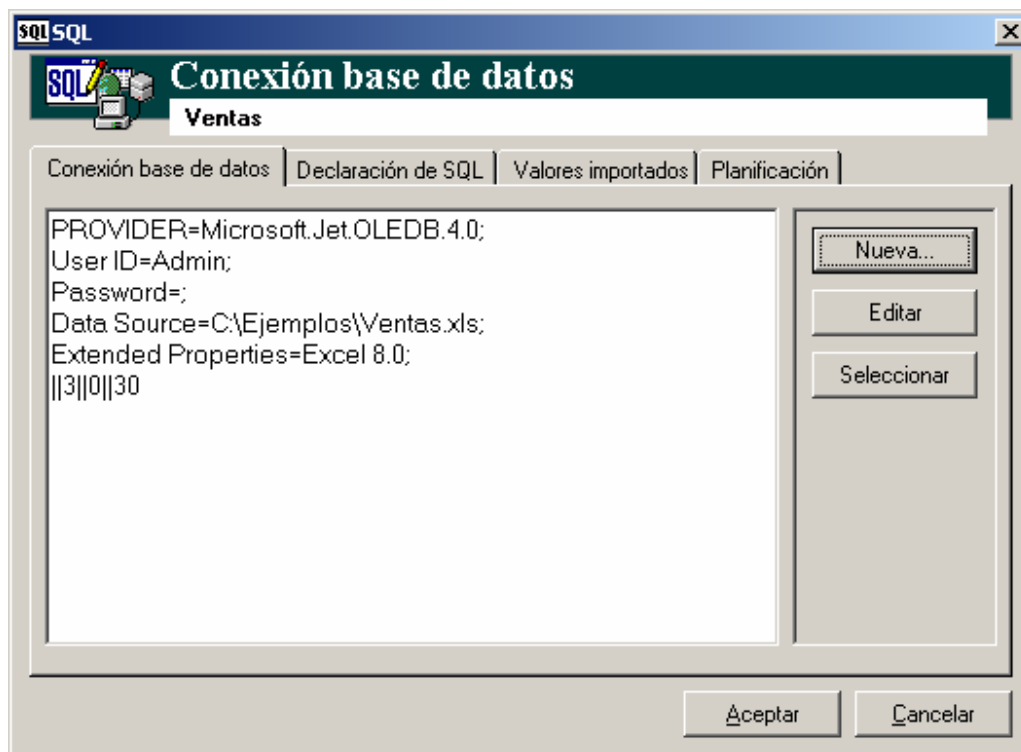 SQL SQL
SQL Conexión base de datos
Ventas
Conexión base de datos Declaración de SQL Valores importados Planificación
PROVIDER=Microsoft.Jet.OLEDB.4.0;
User ID=Admin;
Password=;
Data Source=C:\Ejemplos\Ventas.xls;
Extended Properties=Excel 8.0;
||3||0||30
Nueva...
Editar
Seleccionar
Aceptar Cancelar